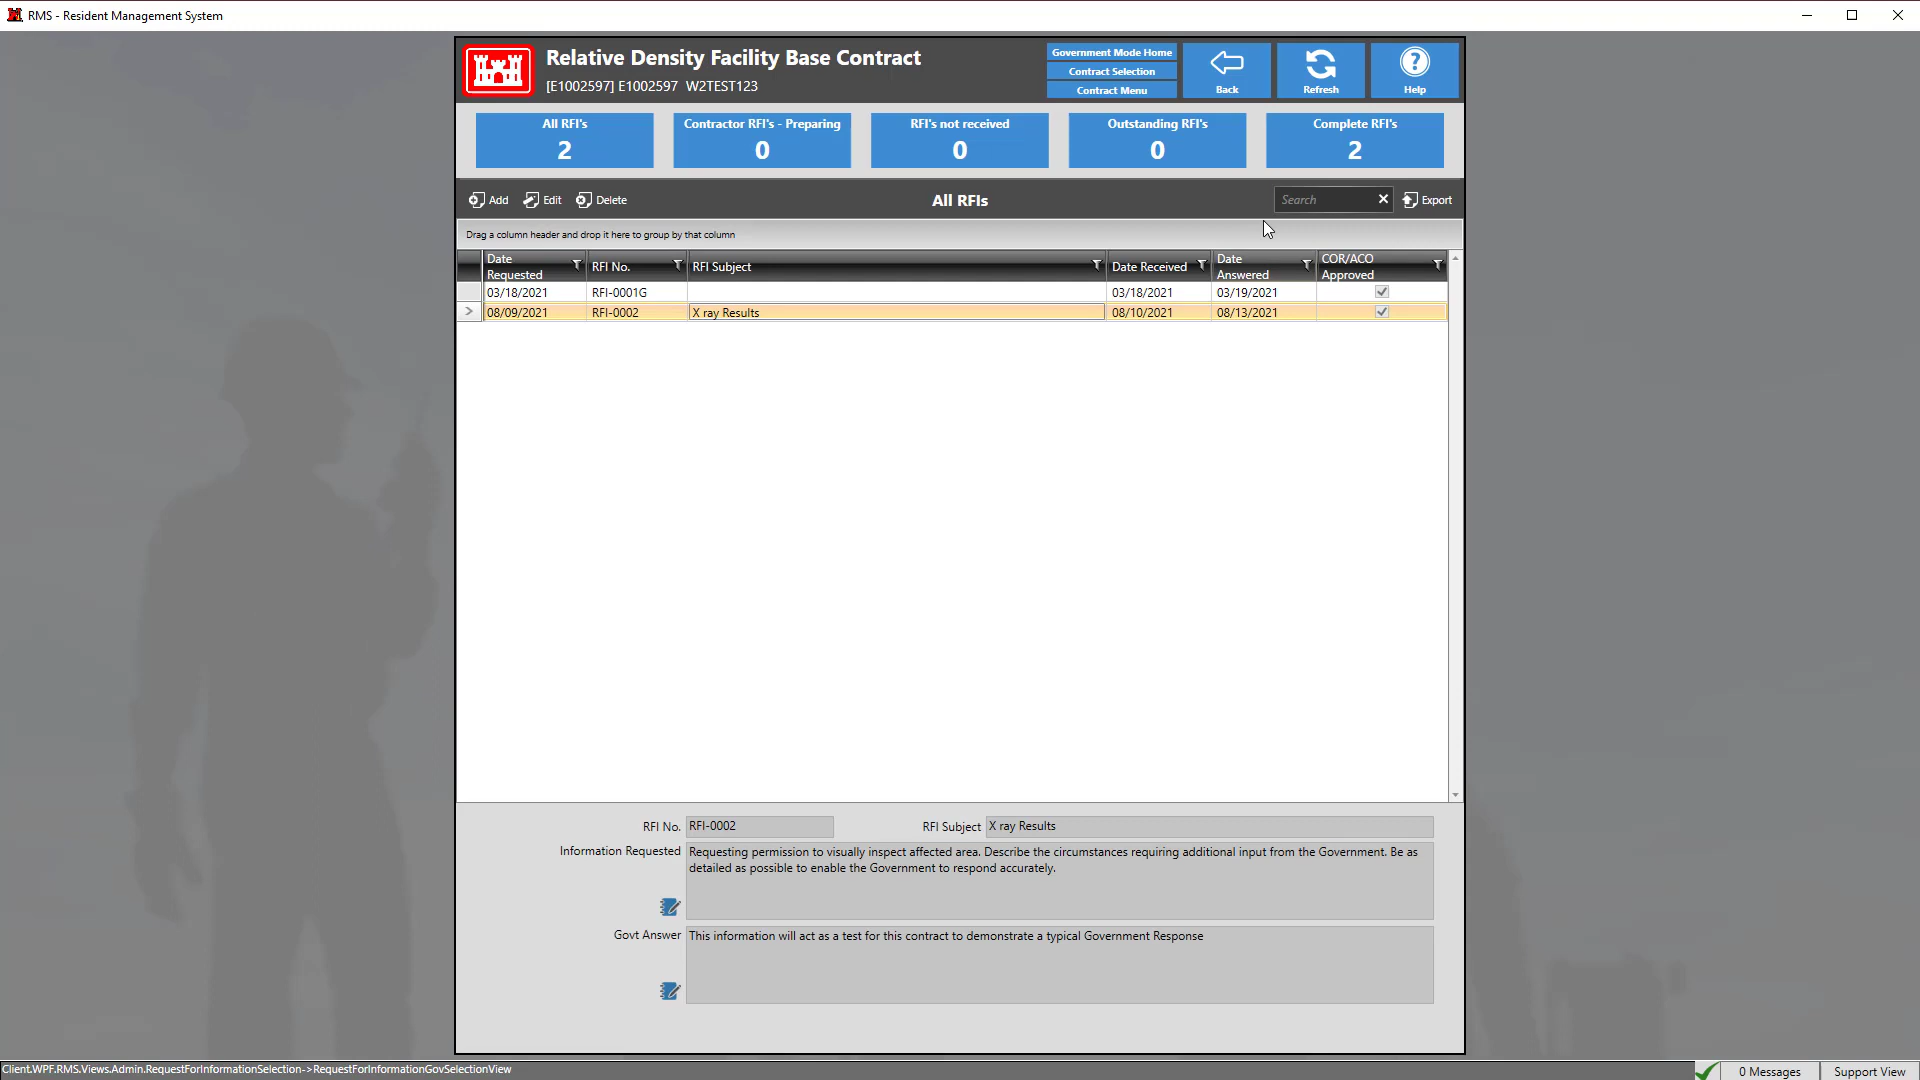 RMS - Resident Management System
Relative Density Facility Base Contract
[E1002597] E1002597 W2TEST123
Government Mode Home
Contract Selection
Contract Menu
Back
Refresh
Help
All RFI's
2
Contractor RFI's - Preparing
0
RFI's not received
0
Outstanding RFI's
0
Complete RFI's
2
Add
Edit
Delete
All RFIs
Search
Export
Drag a column header and drop it here to group by that column
Date Requested
RFI No.
RFI Subject
Date Received
Date Answered
COR/ACO Approved
03/18/2021 RFI-0001G 03/18/2021 03/19/2021
08/09/2021 RFI-0002 X ray Results 08/10/2021 08/13/2021
RFI No. RFI-0002
RFI Subject X ray Results
Information Requested
Requesting permission to visually inspect affected area. Describe the circumstances requiring additional input from the Government. Be as
detailed as possible to enable the Government to respond accurately.
Govt Answer
This information will act as a test for this contract to demonstrate a typical Government Response
Client.WPF.RMS.Views.Admin.RequestForInformationSelection->RequestForInformationGovSelectionView
0 Messages
Support View